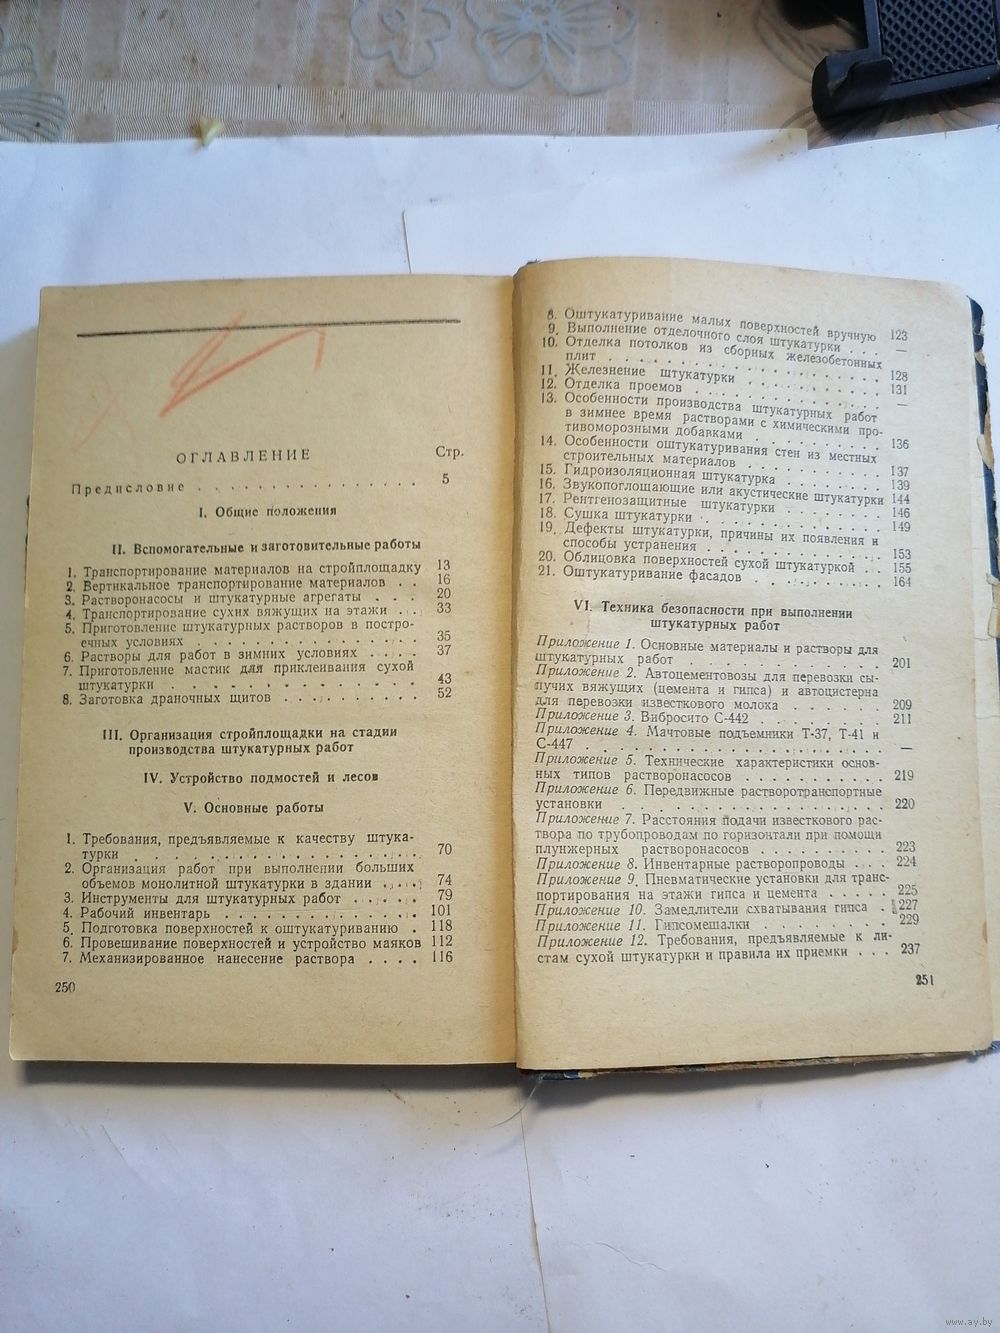 ОГЛАВЛЕНИЕ Стр.
Предисловие . . . . . . . . . . . . . . . 5
I. Общие положения
II. Вспомогательные и заготовительные работы
1. Транспортирование материалов на стройплощадку 13
2. Вертикальное транспортирование материалов . . 16
3. Растворонасосы и штукатурные агрегаты . . . 20
4. Транспортирование сухих вяжущих на этажи . . . 33
5. Приготовление штукатурных растворов в постро-
ечных условиях . . . . . . . . . . . . 35
6. Растворы для работ в зимних условиях . . . . 37
7. Приготовление мастик для приклеивания сухой
штукатурки . . . . . . . . . . . . . 43
8. Заготовка драночных щитов . . . . . . . . 52
III. Организация стройплощадки на стадии
производства штукатурных работ
IV. Устройство подмостей и лесов
V. Основные работы
1. Требования, предъявляемые к качеству штука-
турки . . . . . . . . . . . . . . . . 70
2. Организация работ при выполнении больших
объемов монолитной штукатурки в здании . . . . 74
3. Инструменты для штукатурных работ . . . . . 79
4. Рабочий инвентарь . . . . . . . . . . . 101
5. Подготовка поверхностей к оштукатуриванию . 118
6. Провешивание поверхностей и устройство маяков 112
7. Механизированное нанесение раствора . . . . 116
250
8. Оштукатуривание малых поверхностей вручную 123
9. Выполнение отделочного слоя штукатурки . . . —
10. Отделка потолков из сборных железобетонных
плит . . . . . . . . . . . . . . . . 128
11. Железнение штукатурки . . . . . . . . . 131
12. Отделка проемов . . . . . . . . . . . . —
13. Особенности производства штукатурных работ
в зимнее время растворами с химическими про-
тивоморозными добавками . . . . . . . . 136
14. Особенности оштукатуривания стен из местных
строительных материалов . . . . . . . . . 137
15. Гидроизоляционная штукатурка . . . . . . . 139
16. Звукопоглощающие или акустические штукатурки 144
17. Рентгенозащитные штукатурки . . . . . . . 146
18. Сушка штукатурки . . . . . . . . . . . 149
19. Дефекты штукатурки, причины их появления и
способы устранения . . . . . . . . . . . 153
20. Облицовка поверхностей сухой штукатуркой . . 155
21. Оштукатуривание фасадов . . . . . . . . 164
VI. Техника безопасности при выполнении
штукатурных работ
Приложение 1. Основные материалы и растворы для
штукатурных работ . . . . . . . . . . . . 201
Приложение 2. Автоцементовозы для перевозки сы-
пучих вяжущих (цемента и гипса) и автоцистерна
для перевозки известкового молока . . . . . . 209
Приложение 3. Вибросито С-442 . . . . . . . . 211
Приложение 4. Мачтовые подъемники Т-37, Т-41 и
С-447 . . . . . . . . . . . . . . . . . —
Приложение 5. Технические характеристики основ-
ных типов растворонасосов . . . . . . . . . . 219
Приложение 6. Передвижные растворотранспортные
установки . . . . . . . . . . . . . . . . 220
Приложение 7. Расстояния подачи известкового рас-
твора по трубопроводам по горизонтали при помощи
плунжерных растворонасосов . . . . . . . . . 223
Приложение 8. Инвентарные растворопроводы . . . . 224
Приложение 9. Пневматические установки для транс-
портирования на этажи гипса и цемента . . . . . 225
Приложение 10. Замедлители схватывания гипса . 227
Приложение 11. Гипсомешалки . . . . . . . . 229
Приложение 12. Требования, предъявляемые к ли-
стам сухой штукатурки и правила их приемки . . . 237
251
www.ay.by